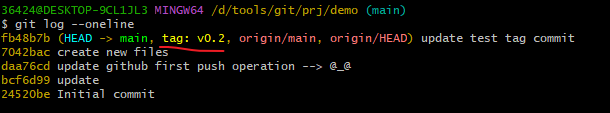 36424@DESKTOP-9CL1JL3 MINGW64 /d/tools/git/prj/demo (main)
$ git log --oneline
fb48b7b (HEAD -> main, tag: v0.2, origin/main, origin/HEAD) update test tag commit
7042bac create new files
daa76cd update github first push operation --> @_@
bcf6d99 update
24520be Initial commit